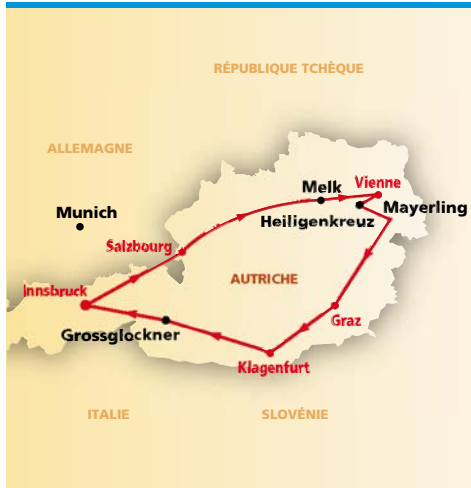 RÉPUBLIQUE TCHÈQUE
ALLEMAGNE
Melk
Vienne
Munich
Heiligenkreuz
Mayerling
Salzbourg
AUTRICHE
Innsbruck
Graz
Grossglockner
Klagenfurt
ITALIE
SLOVÉNIE